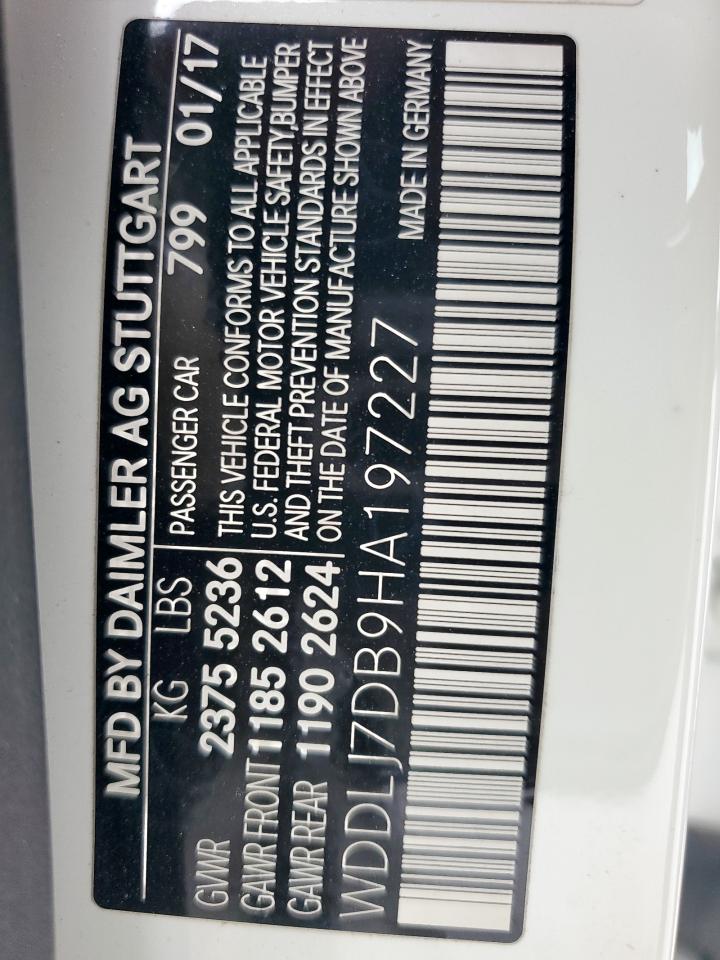 MFD BY DAIMLER AG STUTTGART
KG LBS PASSENGER CAR 799 01/17
GVWR 2375 5236 THIS VEHICLE CONFORMS TO ALL APPLICABLE
GAWR FRONT 1185 2612 U.S. FEDERAL MOTOR VEHICLE SAFETY,BUMPER
GAWR REAR 1190 2624 AND THEFT PREVENTION STANDARDS IN EFFECT
ON THE DATE OF MANUFACTURE SHOWN ABOVE
WDDLJ7DB9HA197227
MADE IN GERMANY